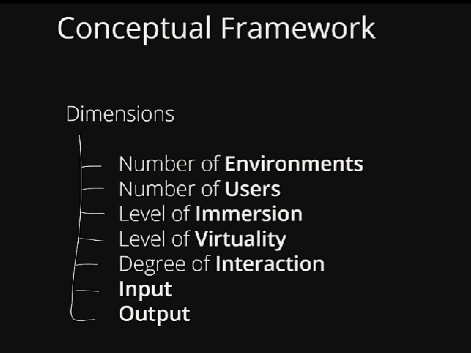 Conceptual Framework
Dimensions
Number of Environments
Number of Users
Level of Immersion
Level of Virtuality
Degree of Interaction
Input
Output